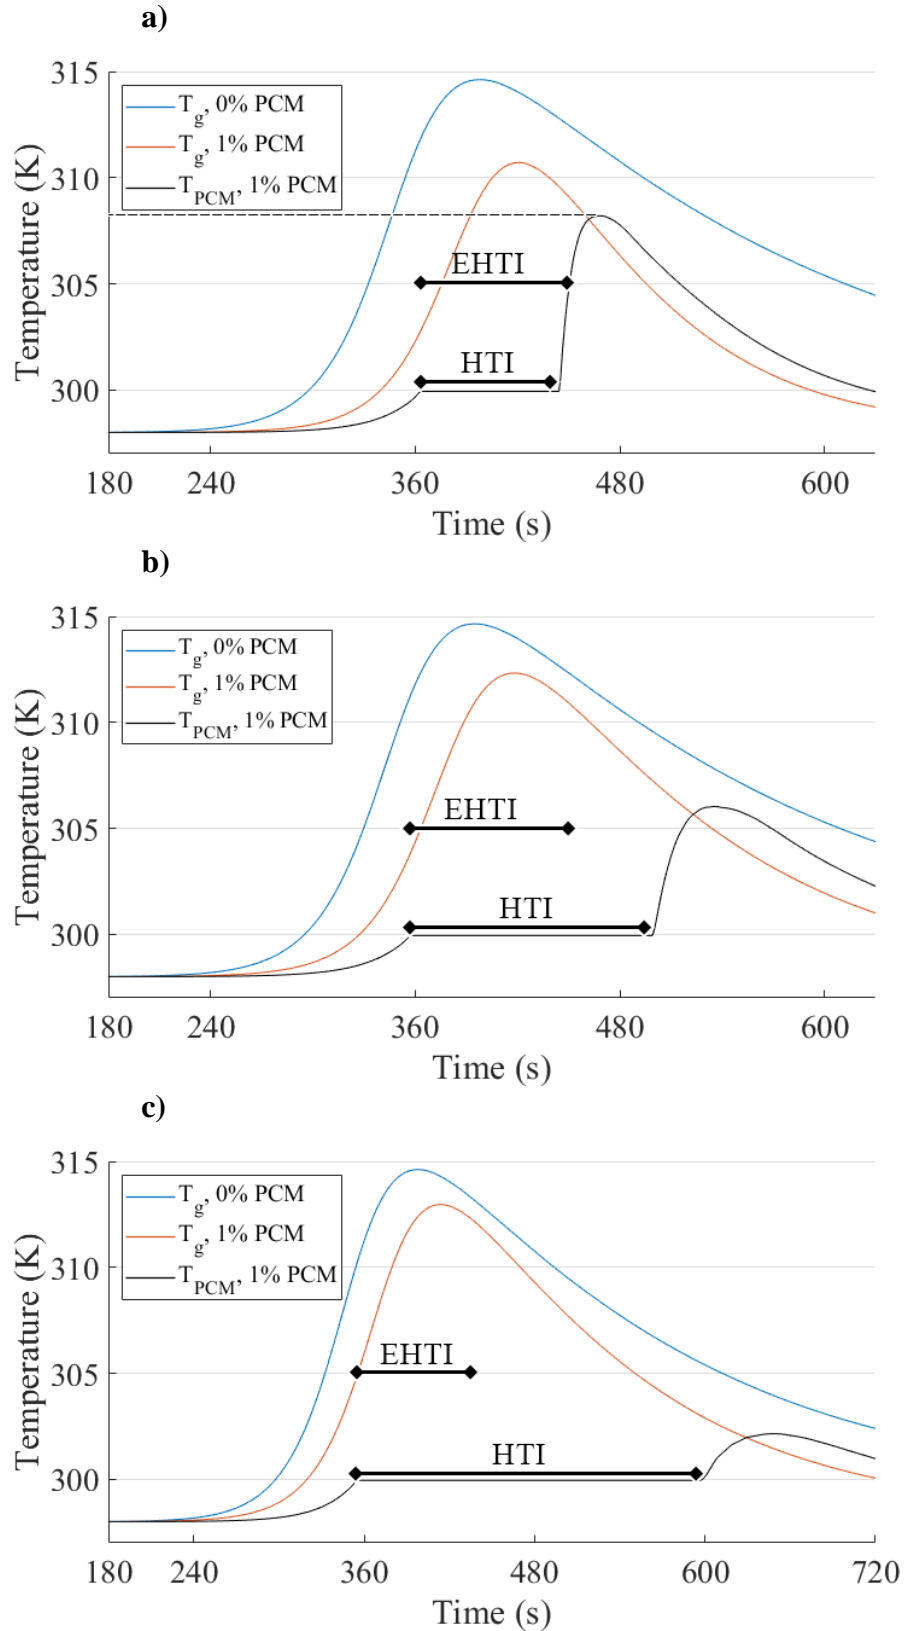 a)
Temperature (K)
315
310
305
300
T_g, 0% PCM
T_g, 1% PCM
T_PCM, 1% PCM
EHTI
HTI
180 240 360 480 600
Time (s)
b)
Temperature (K)
315
310
305
300
T_g, 0% PCM
T_g, 1% PCM
T_PCM, 1% PCM
EHTI
HTI
180 240 360 480 600
Time (s)
c)
Temperature (K)
315
310
305
300
T_g, 0% PCM
T_g, 1% PCM
T_PCM, 1% PCM
EHTI
HTI
180 240 360 480 600 720
Time (s)